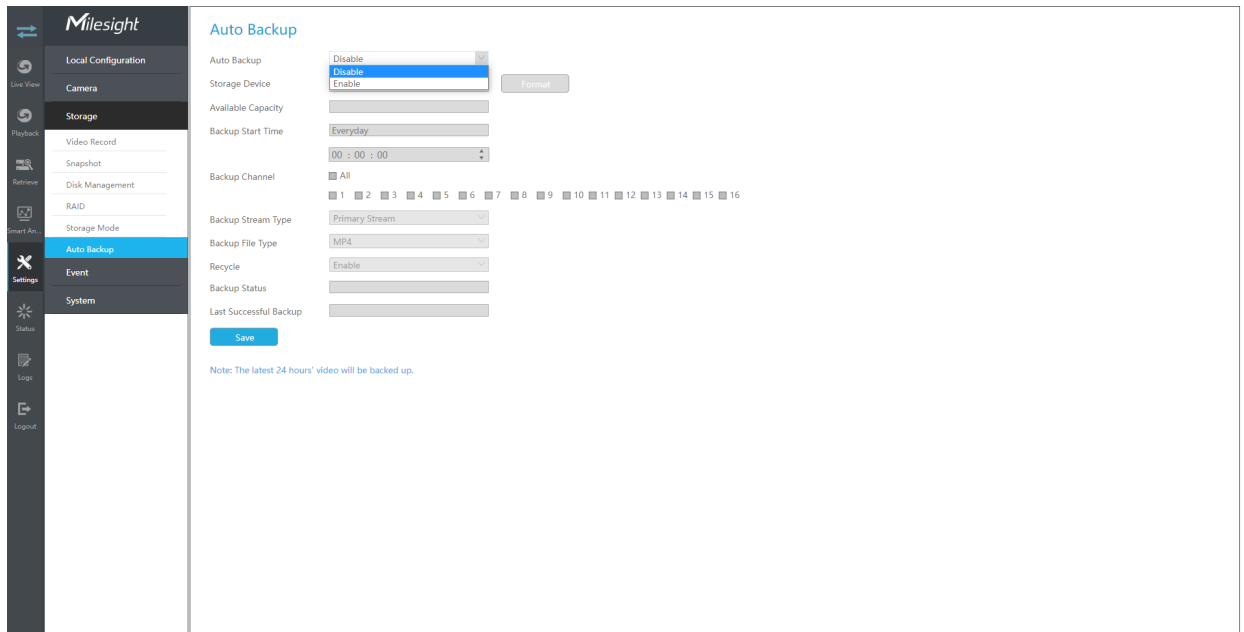 Milesight
Live View
Playback
Retrieve
Smart An...
Settings
Status
Logs
Logout
Local Configuration
Camera
Storage
Video Record
Snapshot
Disk Management
RAID
Storage Mode
Auto Backup
Event
System
Auto Backup
Auto Backup Disable
Disable
Enable
Storage Device Format
Available Capacity
Backup Start Time Everyday
00 : 00 : 00
Backup Channel All
1 2 3 4 5 6 7 8 9 10 11 12 13 14 15 16
Backup Stream Type Primary Stream
Backup File Type MP4
Recycle Enable
Backup Status
Last Successful Backup
Save
Note: The latest 24 hours' video will be backed up.